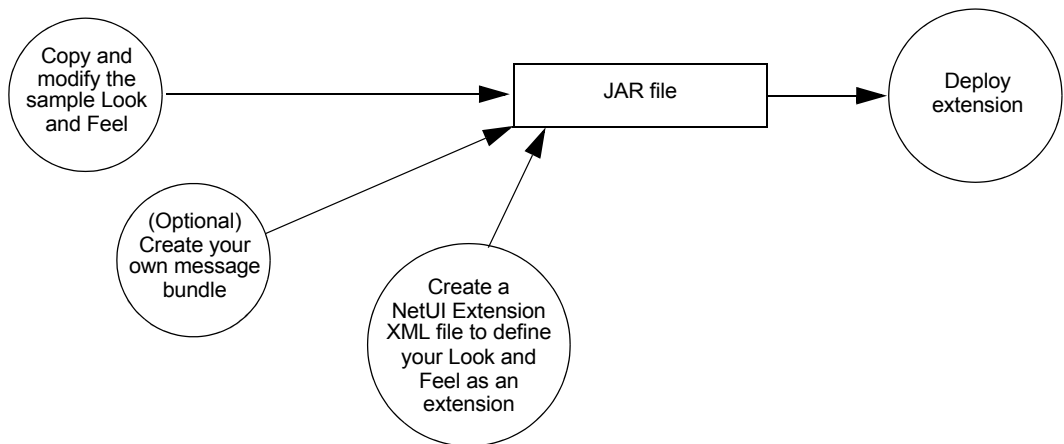 Copy and
modify the
sample Look
and Feel
JAR file
Deploy
extension
(Optional)
Create your
own message
bundle
Create a
NetUI Extension
XML file to define
your Look and
Feel as an
extension